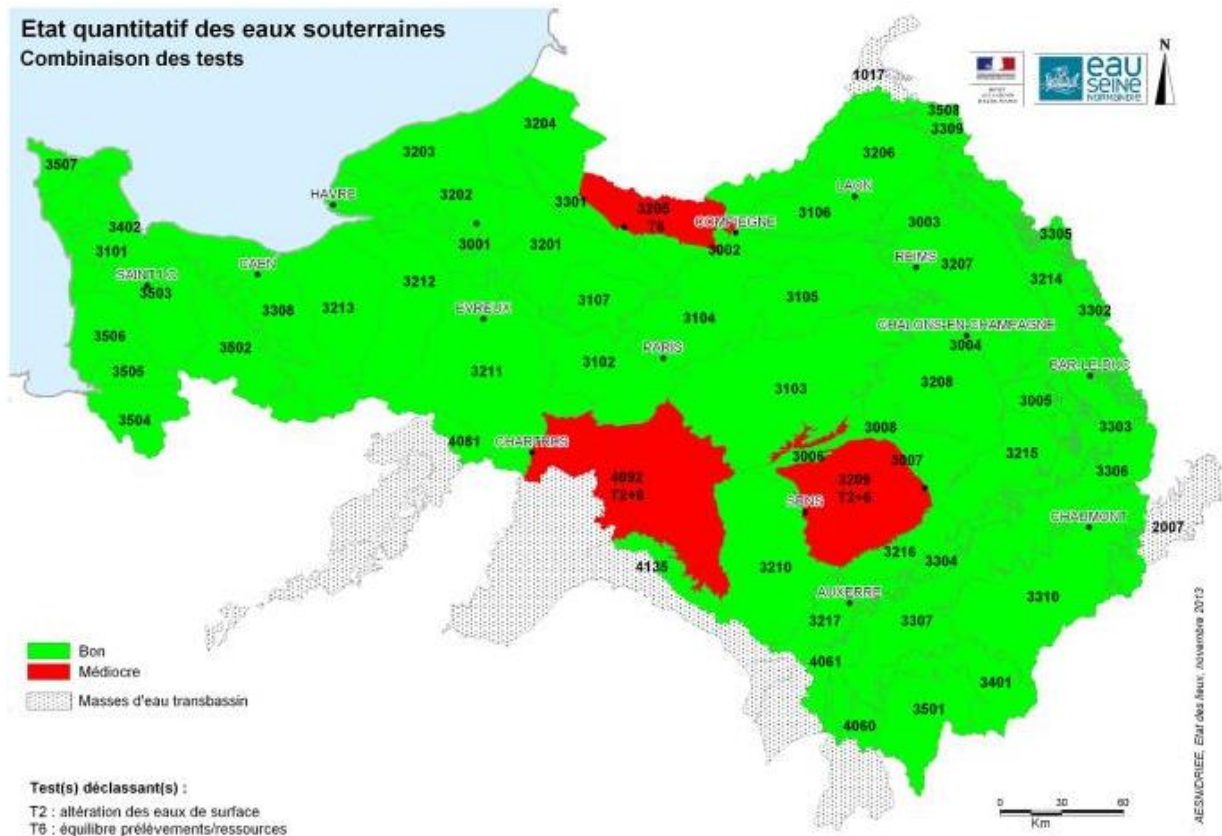 Etat quantitatif des eaux souterraines
Combinaison des tests
N
eau
SEINE
NORMANDIE
1017
3508
3309
3204
3203
3206
3507
HAVRE
3202
LAON
3301
3205
T6
3106
COMPIEGNE
3003
3402
3305
3001
3201
3002
3101
CAEN
REIMS
3207
SAINT-LO
3503
3212
3214
3308
3213
3107
3105
3302
EVREUX
3104
CHALONS-EN-CHAMPAGNE
3506
3502
PARIS
3004
3102
BAR-LE-DUC
3505
3211
3208
3103
3005
3504
3008
3303
4081
CHARTRES
3006
3007
3215
3306
4092
T2+6
3209
T2+6
SENS
CHAUMONT
2007
3216
3304
4135
3210
AUXERRE
3310
3217
3307
4061
3401
3501
4060
Bon
Médiocre
Masses d'eau transbassin
Test(s) déclassant(s) :
T2 : altération des eaux de surface
T6 : équilibre prélèvements/ressources
0 30 60
Km
AESN/DRIEE, Etat des lieux, novembre 2013